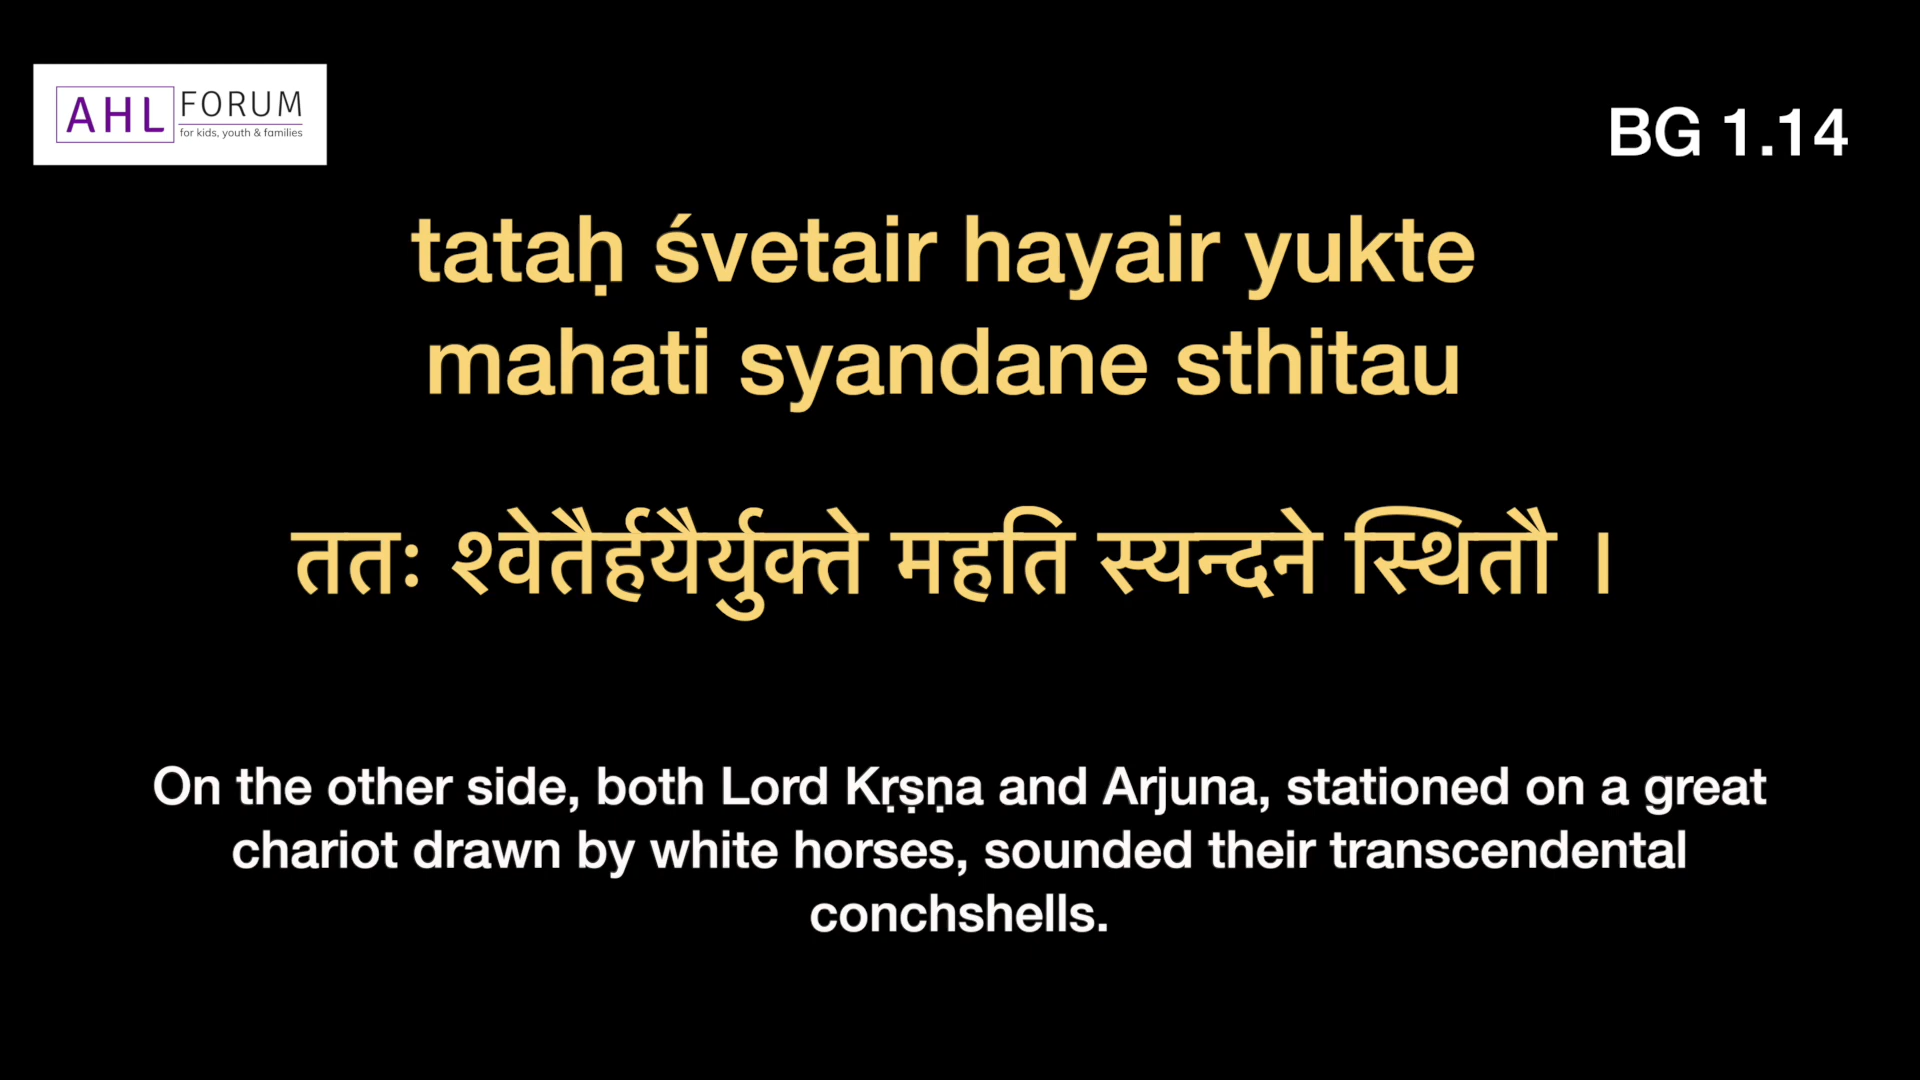 AHL FORUM
for kids, youth & families
BG 1.14
tataḥ śvetair hayair yukte
mahati syandane sthitau
ततः श्वेतैर्हयैर्युक्ते महति स्यन्दने स्थितौ ।
On the other side, both Lord Kṛṣṇa and Arjuna, stationed on a great
chariot drawn by white horses, sounded their transcendental
conchshells.